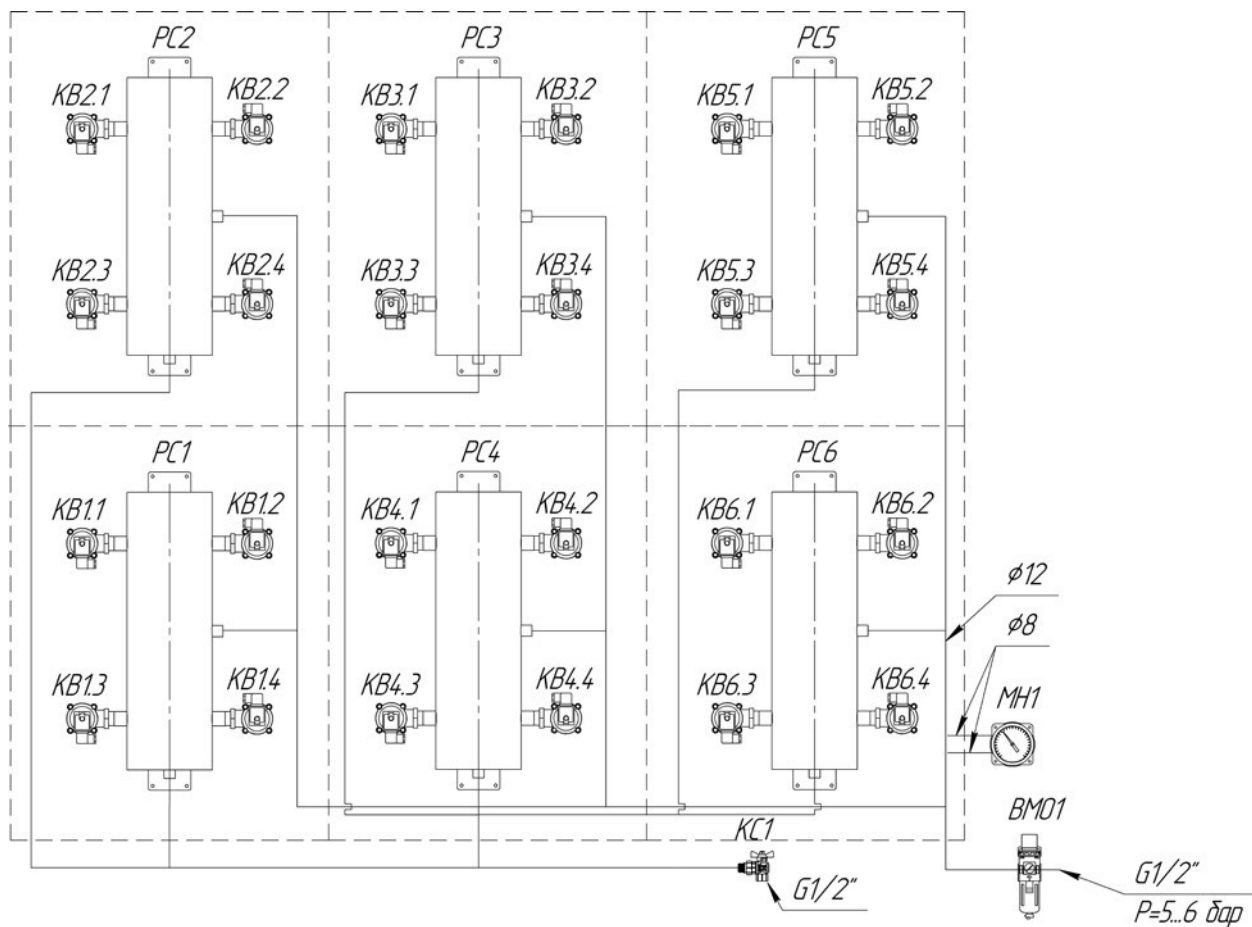 РС2
РС3
РС5
КВ2.1
КВ2.2
КВ3.1
КВ3.2
КВ5.1
КВ5.2
КВ2.3
КВ2.4
КВ3.3
КВ3.4
КВ5.3
КВ5.4
РС1
РС4
РС6
КВ1.1
КВ1.2
КВ4.1
КВ4.2
КВ6.1
КВ6.2
ϕ12
ϕ8
КВ1.3
КВ1.4
КВ4.3
КВ4.4
КВ6.3
КВ6.4
МН1
КС1
ВМО1
G1/2"
G1/2"
Р=5...6 бар